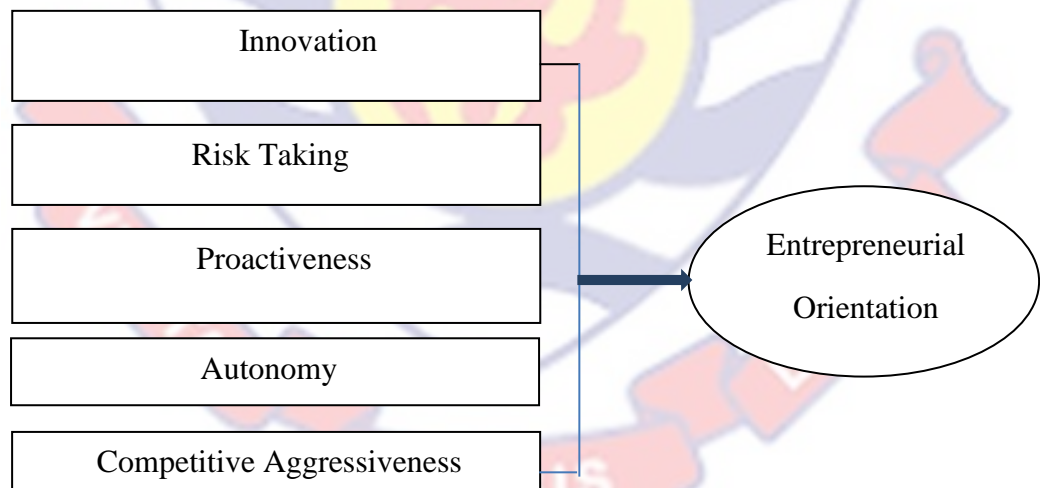 Innovation
Risk Taking
Proactiveness
Autonomy
Competitive Aggressiveness
Entrepreneurial
Orientation